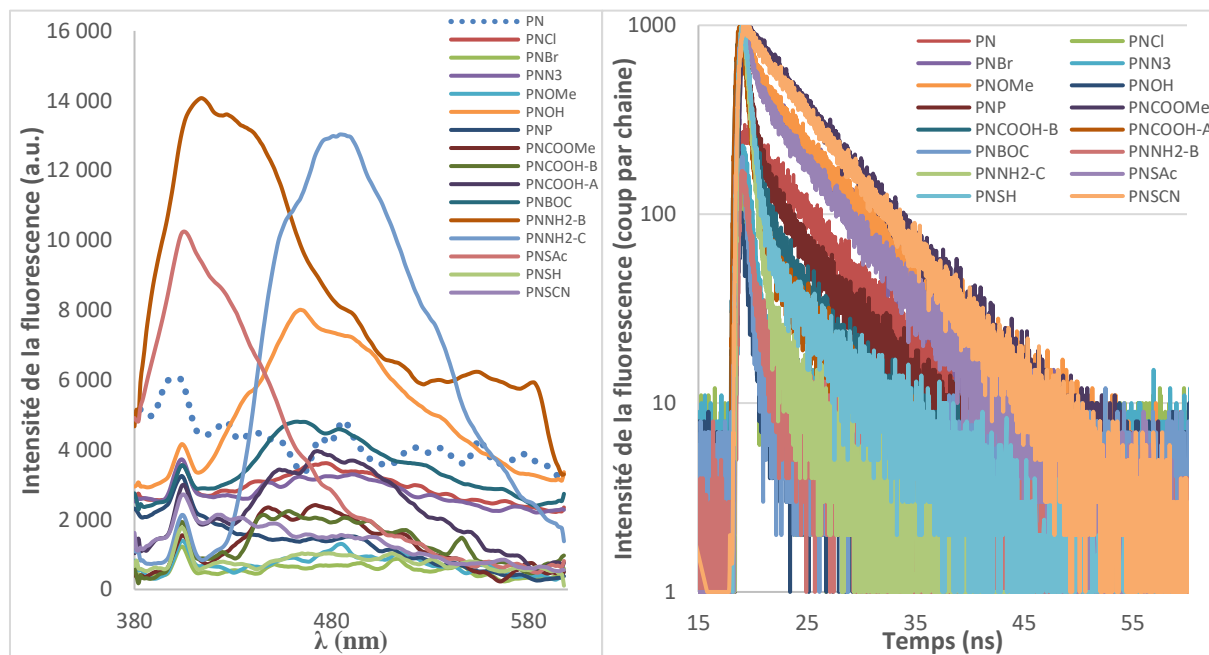 Intensité de la fluorescence (a.u.)
16 000
14 000
12 000
10 000
8 000
6 000
4 000
2 000
0
380
480
580
λ (nm)
PN
PNCl
PNBr
PNN3
PNOMe
PNOH
PNP
PNCOOMe
PNCOOH-B
PNCOOH-A
PNBOC
PNNH2-B
PNNH2-C
PNSAc
PNSH
PNSCN
Intensité de la fluorescence (coup par chaine)
1000
100
10
1
15
25
35
45
55
Temps (ns)
PN PNCl
PNBr PNN3
PNOMe PNOH
PNP PNCOOMe
PNCOOH-B PNCOOH-A
PNBOC PNNH2-B
PNNH2-C PNSAc
PNSH PNSCN